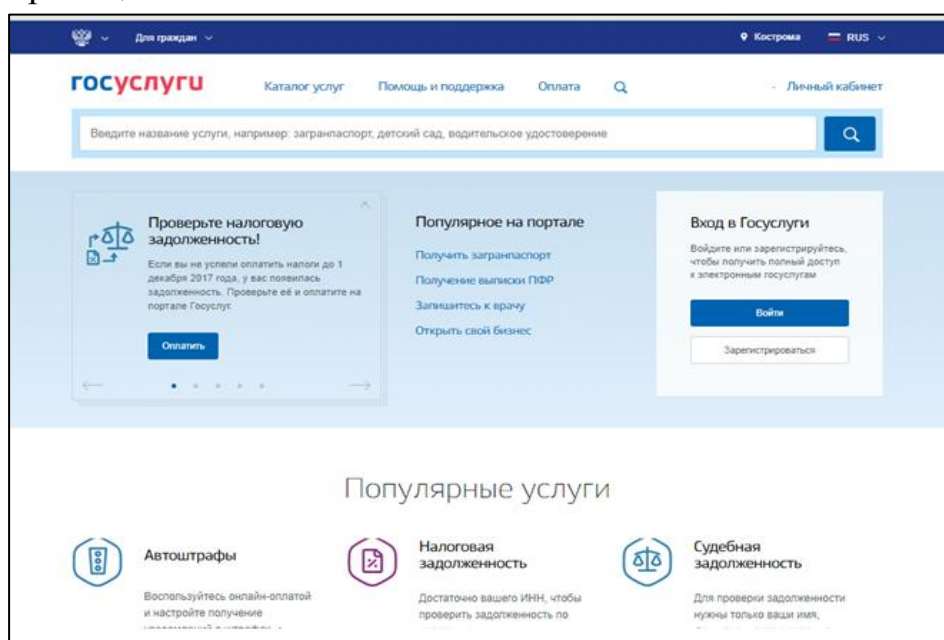 Для граждан
Кострома
RUS
госуслуги
Каталог услуг
Помощь и поддержка
Оплата
Личный кабинет
Введите название услуги, например: загранпаспорт, детский сад, водительское удостоверение
Проверьте налоговую
задолженность!
Если вы не успели оплатить налоги до 1
декабря 2017 года, у вас появилась
задолженность. Проверьте её и оплатите на
портале Госуслуг.
Оплатить
Популярное на портале
Получить загранпаспорт
Получение выписки ПФР
Запишитесь к врачу
Открыть свой бизнес
Вход в Госуслуги
Войдите или зарегистрируйтесь,
чтобы получить полный доступ
к электронным госуслугам
Войти
Зарегистрироваться
Популярные услуги
Автоштрафы
Воспользуйтесь онлайн-оплатой
и настройте получение
Налоговая
задолженность
Достаточно вашего ИНН, чтобы
проверить задолженность по
Судебная
задолженность
Для проверки задолженности
нужны только ваши имя,